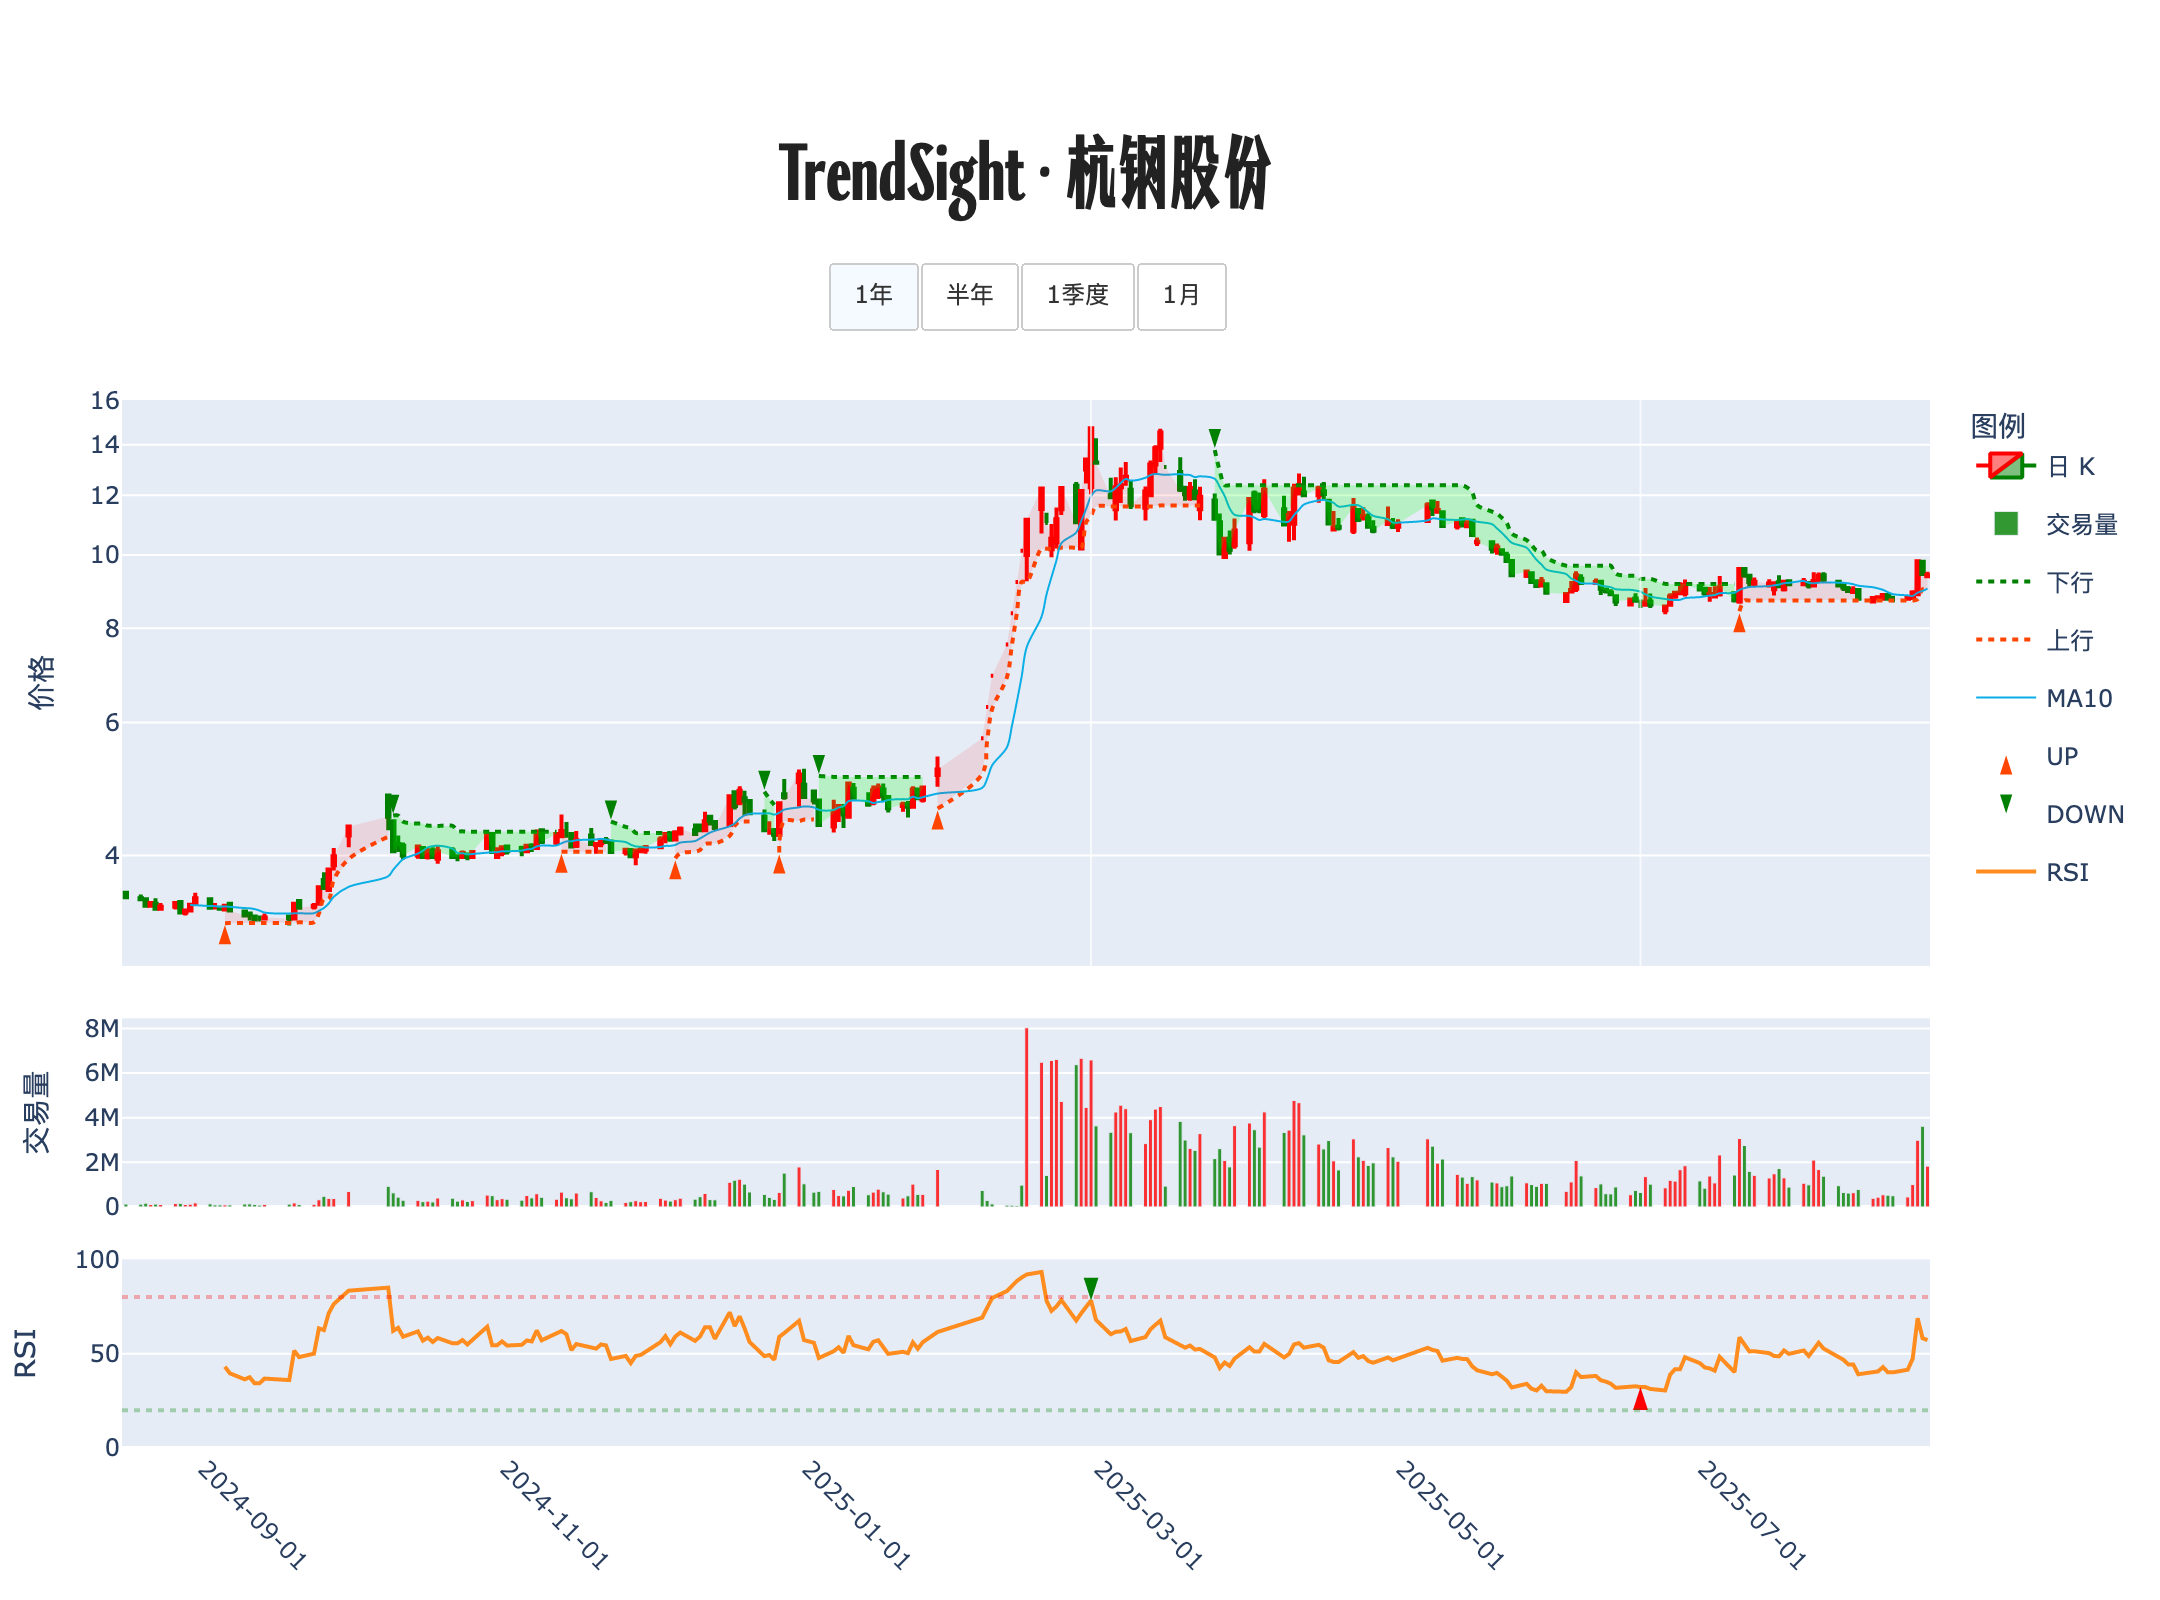 TrendSight · 杭钢股份
1年
半年
1季度
1月
16
14
12
10
8
6
4
价格
图例
日 K
交易量
下行
上行
MA10
UP
DOWN
RSI
8M
6M
4M
2M
0
交易量
100
50
0
RSI
2024-09-01
2024-11-01
2025-01-01
2025-03-01
2025-05-01
2025-07-01